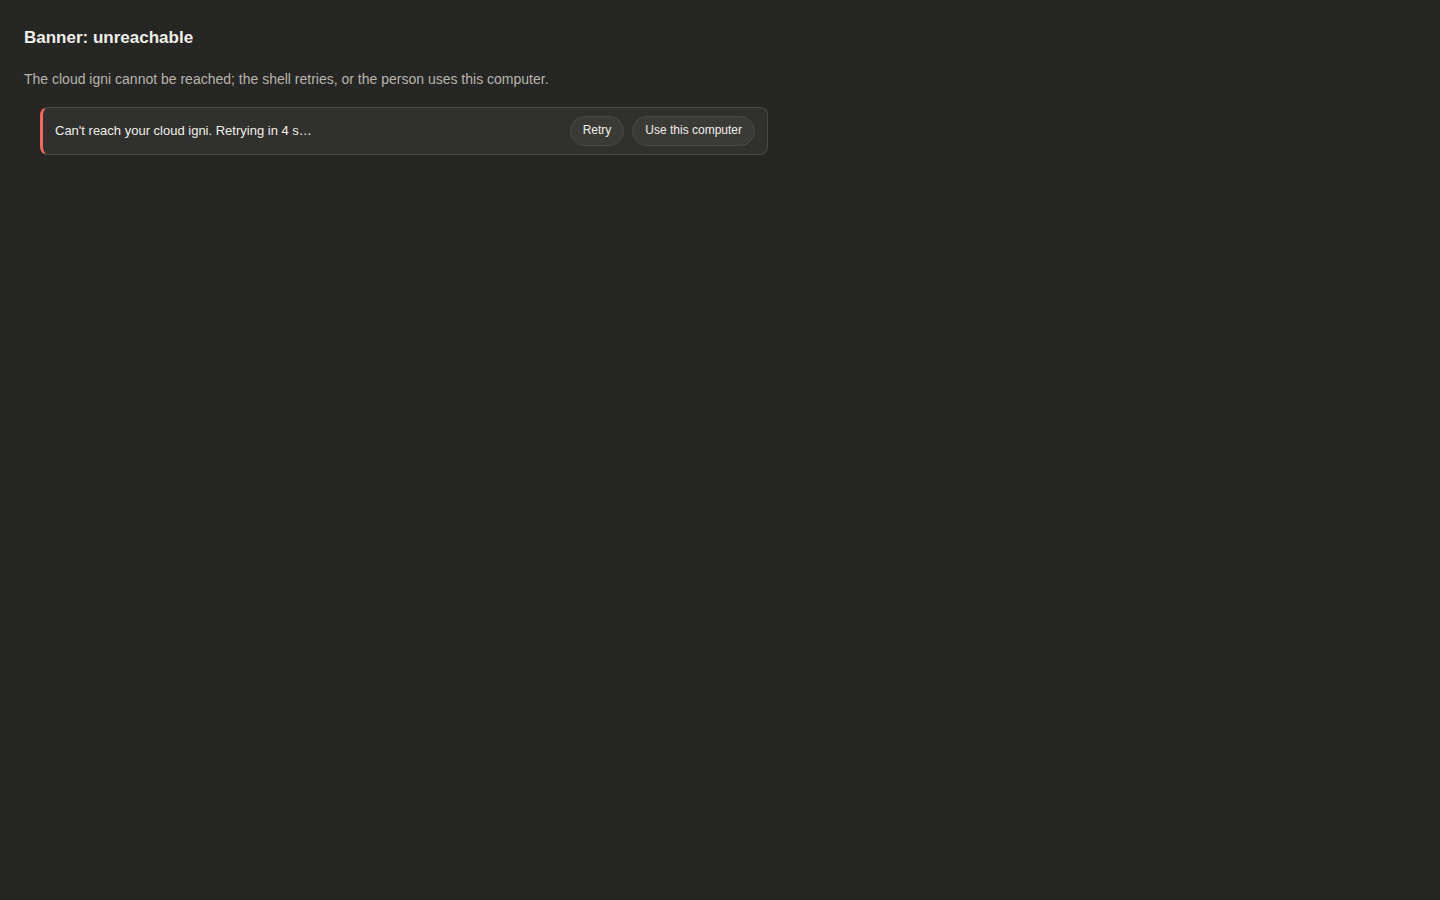 Banner: unreachable
The cloud igni cannot be reached; the shell retries, or the person uses this computer.
Can't reach your cloud igni. Retrying in 4 s…
Retry
Use this computer